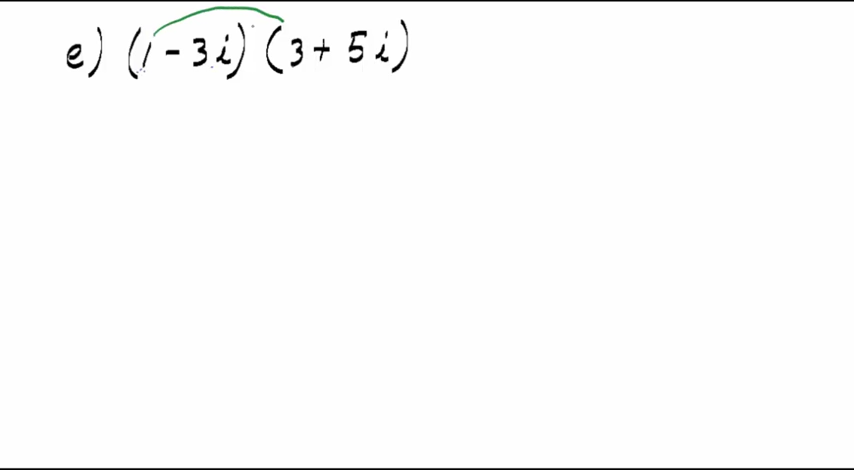 e) (1 - 3i) (3 + 5i)